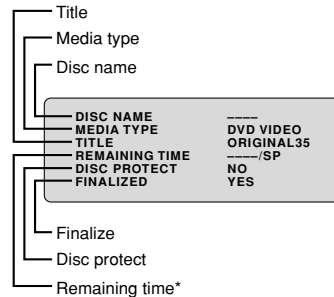 Title
Media type
Disc name
DISC NAME ––––
MEDIA TYPE DVD VIDEO
TITLE ORIGINAL35
REMAINING TIME ––––/SP
DISC PROTECT NO
FINALIZED YES
Finalize
Disc protect
Remaining time*